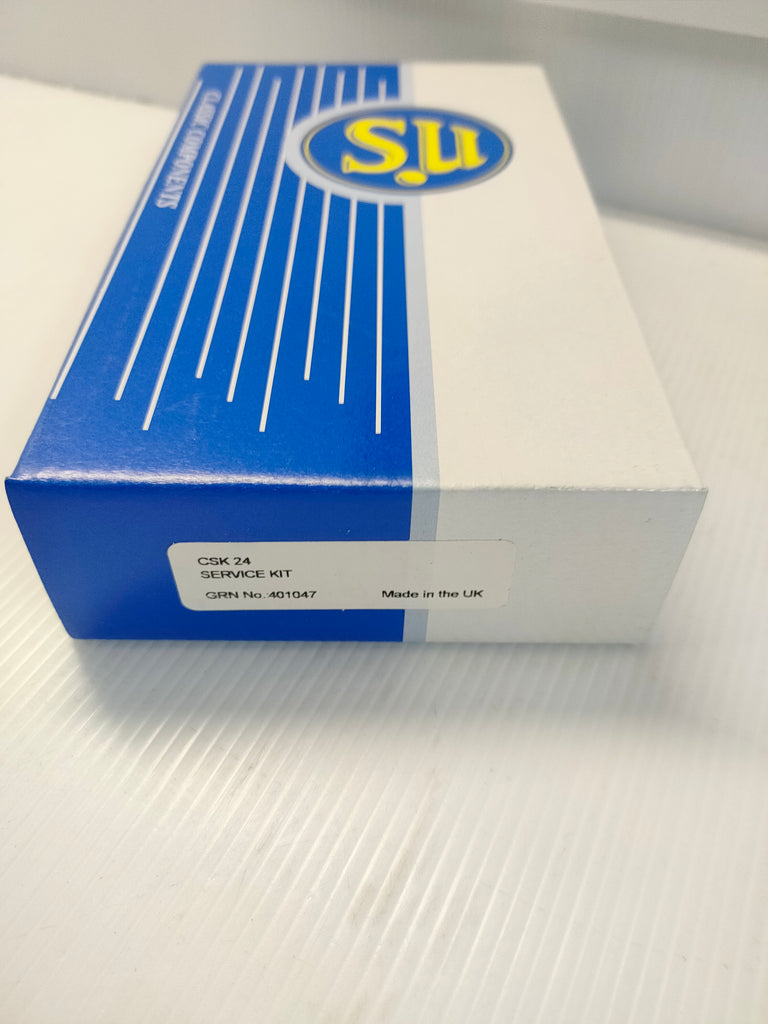 SU
CLASSIC COMPONENTS
CSK 24
SERVICE KIT
GRN No.:401047 Made in the UK